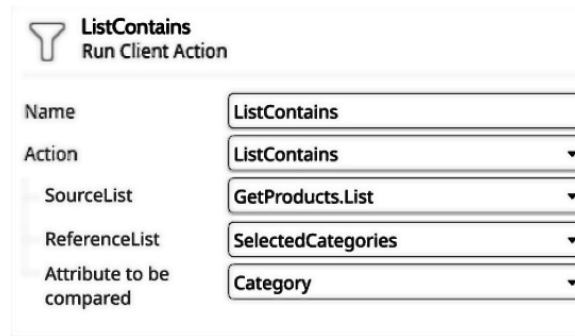 ListContains
Run Client Action
Name ListContains
Action ListContains
SourceList GetProducts.List
ReferenceList SelectedCategories
Attribute to be
compared Category